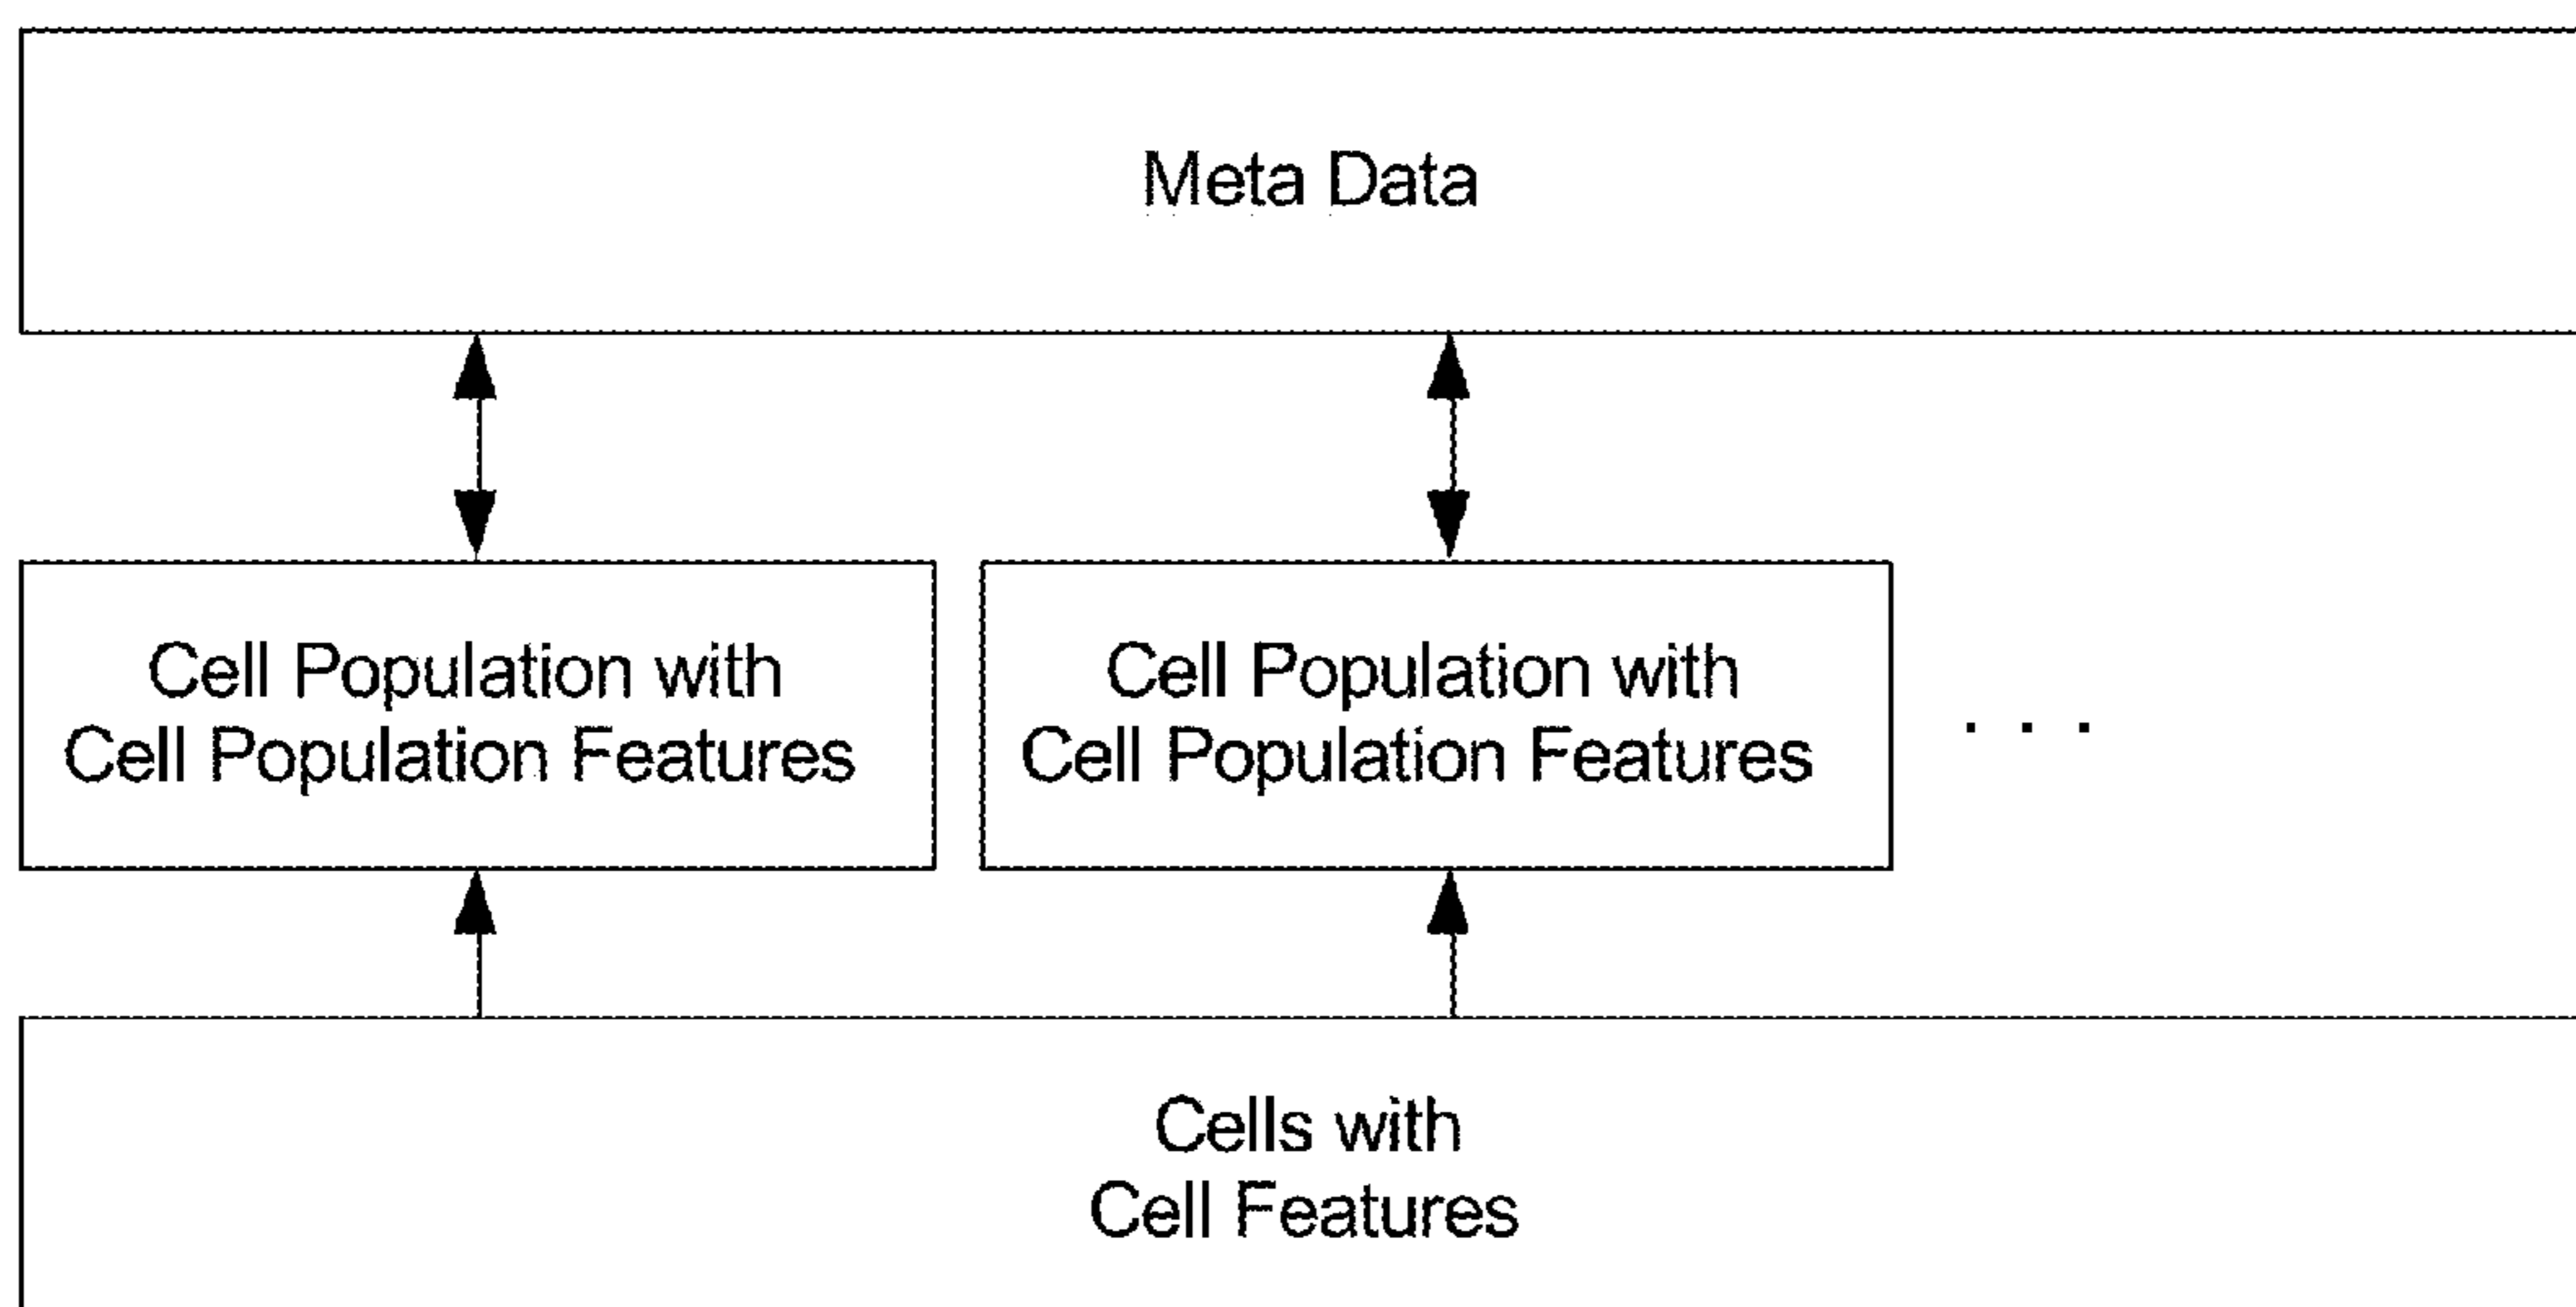 Meta Data
Cell Population with
Cell Population Features
Cell Population with
Cell Population Features
. . .
Cells with
Cell Features